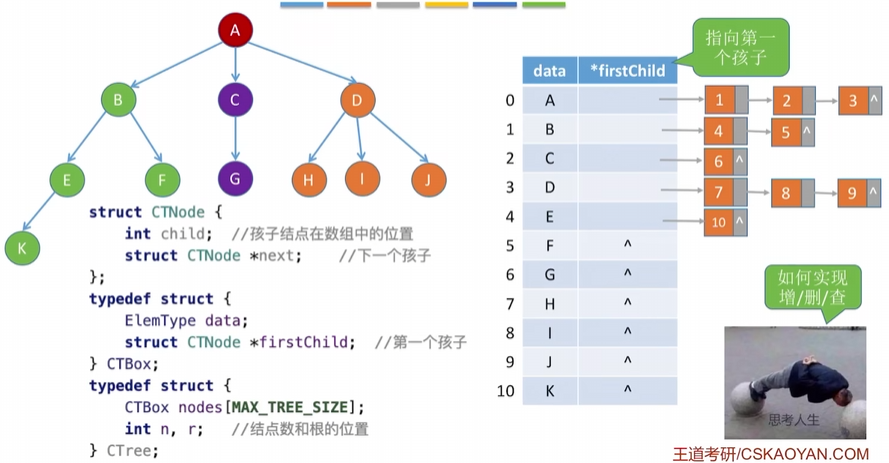 A
B
C
D
E
F
G
H
I
J
K
struct CTNode {
int child; //孩子结点在数组中的位置
struct CTNode *next; //下一个孩子
};
typedef struct {
ElemType data;
struct CTNode *firstChild; //第一个孩子
} CTBox;
typedef struct {
CTBox nodes[MAX_TREE_SIZE];
int n, r; //结点数和根的位置
} CTree;
指向第一
个孩子
data *firstChild
0 A 1 2 3 ^
1 B 4 5 ^
2 C 6 ^
3 D 7 8 9 ^
4 E 10 ^
5 F ^
6 G ^
7 H ^
8 I ^
9 J ^
10 K ^
如何实现
增/删/查
思考人生
王道考研/CSKAOYAN.COM